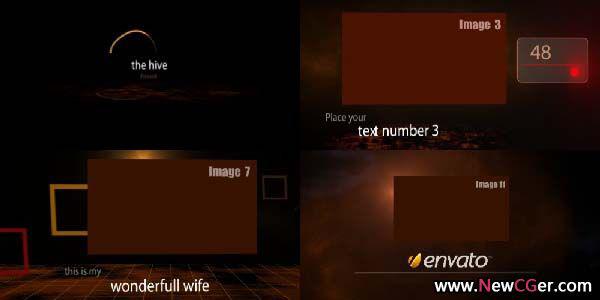 the hive
Image 3
48
Place your
text number 3
Image 7
this is my
wonderfull wife
Image 11
envato
www.NewCGer.com